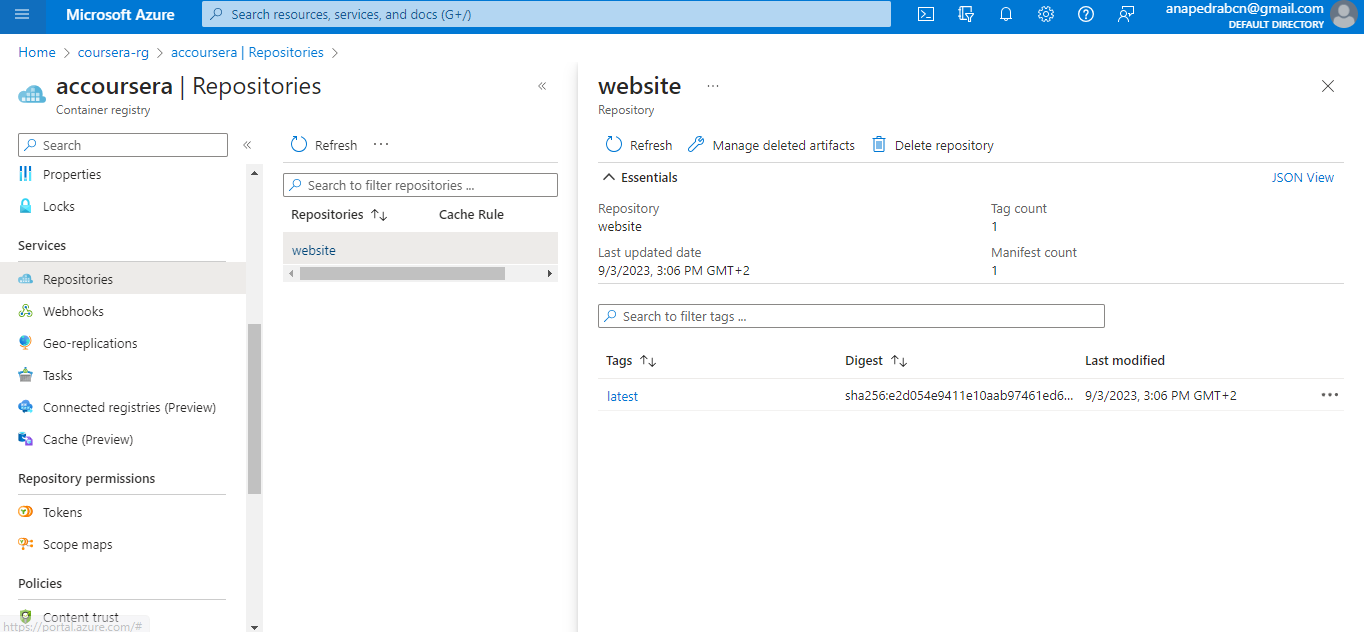 Microsoft Azure
Search resources, services, and docs (G+/)
anapedrabcn@gmail.com
DEFAULT DIRECTORY
Home > coursera-rg > accoursera | Repositories >
accoursera | Repositories
Container registry
Search
Properties
Locks
Services
Repositories
Webhooks
Geo-replications
Tasks
Connected registries (Preview)
Cache (Preview)
Repository permissions
Tokens
Scope maps
Policies
Content trust
https://portal.azure.com/#
Refresh
Search to filter repositories ...
Repositories Cache Rule
website
website
Repository
Refresh Manage deleted artifacts Delete repository
Essentials JSON View
Repository Tag count
website 1
Last updated date Manifest count
9/3/2023, 3:06 PM GMT+2 1
Search to filter tags ...
Tags Digest Last modified
latest sha256:e2d054e9411e10aab97461ed6... 9/3/2023, 3:06 PM GMT+2